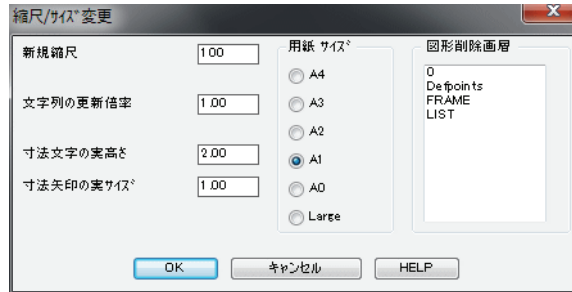 縮尺/ｻｲｽﾞ変更
新規縮尺
100
文字列の更新倍率
1.00
寸法文字の実高さ
2.00
寸法矢印の実ｻｲｽﾞ
1.00
用紙 ｻｲｽﾞ
A4
A3
A2
A1
A0
Large
図形削除画層
0
Defpoints
FRAME
LIST
OK
ｷｬﾝｾﾙ
HELP